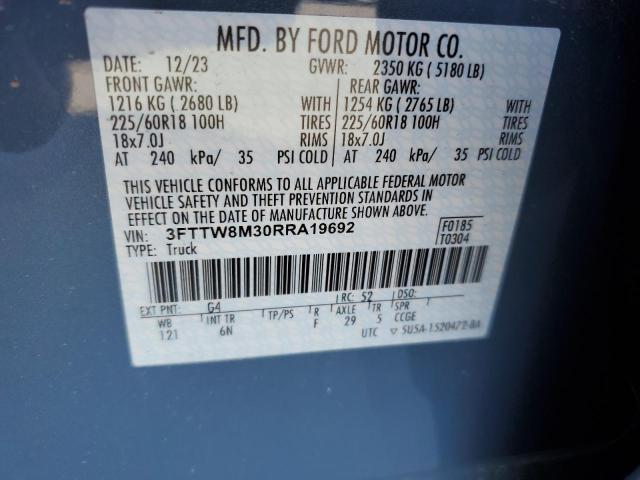 MFD. BY FORD MOTOR CO.
DATE: 12/23 GVWR: 2350 KG ( 5180 LB)
FRONT GAWR: REAR GAWR:
1216 KG ( 2680 LB) WITH 1254 KG ( 2765 LB) WITH
225/60R18 100H TIRES 225/60R18 100H TIRES
18x7.0J RIMS 18x7.0J RIMS
AT 240 kPa/ 35 PSI COLD AT 240 kPa/ 35 PSI COLD
THIS VEHICLE CONFORMS TO ALL APPLICABLE FEDERAL MOTOR
VEHICLE SAFETY AND THEFT PREVENTION STANDARDS IN
EFFECT ON THE DATE OF MANUFACTURE SHOWN ABOVE.
VIN: 3FTTW8M30RRA19692 F0185
TYPE: Truck T0304
EXT PNT: G4 RC: 52 DSO:
WB INT TR TP/PS R AXLE TR SPR
121 6N F 29 5 CCGE
UTC 5U5A-1520472-BA